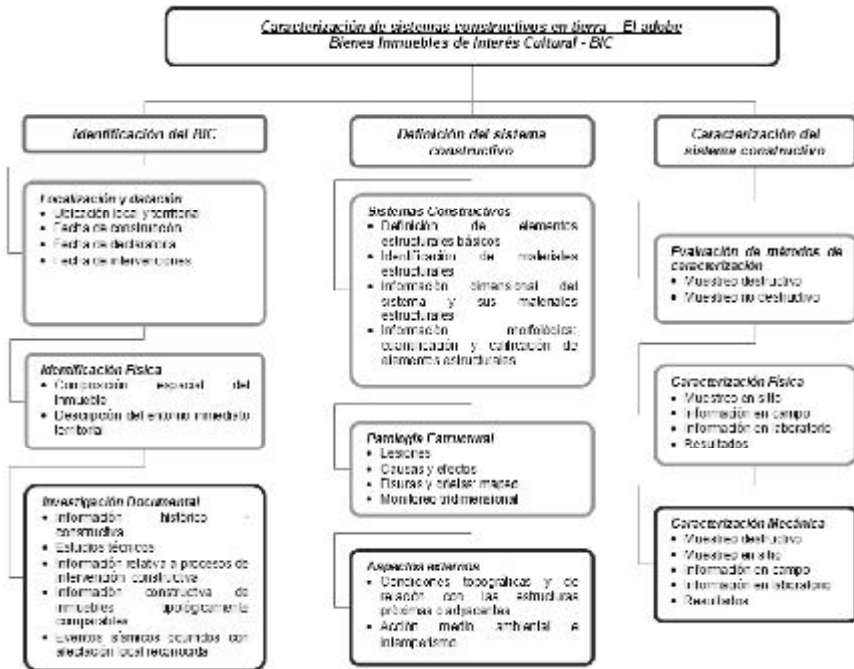 Caracterización de sistemas constructivos en tierra El adobe
Bienes Inmuebles de Interés Cultural - BIC
Identificación del BIC
Localización y datación
• Ubicación local y territorial
• Fecha de construcción
• Fecha de declaratoria
• Fecha de intervenciones
Identificación Física
• Composición espacial del
inmueble
• Descripción del entorno inmediato
territorial
Investigación Documental
• Información histórico -
constructiva
• Estudios técnicos
• Información relativa a procesos de
intervención constructiva
• Información constructiva de
inmuebles tipológicamente
comparables
• Eventos sísmicos ocurridos con
afectación local reconocida
Definición del sistema
constructivo
Sistemas Constructivos
• Definición de elementos
estructurales básicos
• Identificación de materiales
estructurales
• Información dimensional del
sistema y sus materiales
estructurales
• Información morfológica:
cuantificación y calificación de
elementos estructurales
Patología Estructural
• Lesiones
• Causas y efectos
• Fisuras y grietas: mapeo
• Monitoreo tridimensional
Aspectos externos
• Condiciones topográficas y de
relación con las estructuras
próximas o adyacentes
• Acción medio ambiental e
intemperismo
Caracterización del
sistema constructivo
Evaluación de métodos de
caracterización
• Muestreo destructivo
• Muestreo no destructivo
Caracterización Física
• Muestreo en sitio
• Información en campo
• Información en laboratorio
• Resultados
Caracterización Mecánica
• Muestreo destructivo
• Muestreo en sitio
• Información en campo
• Información en laboratorio
• Resultados